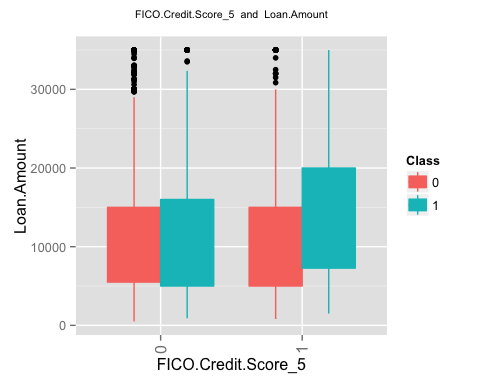 FICO.Credit.Score_5 and Loan.Amount
30000
20000
10000
0
Loan.Amount
0
1
FICO.Credit.Score_5
Class
0
1